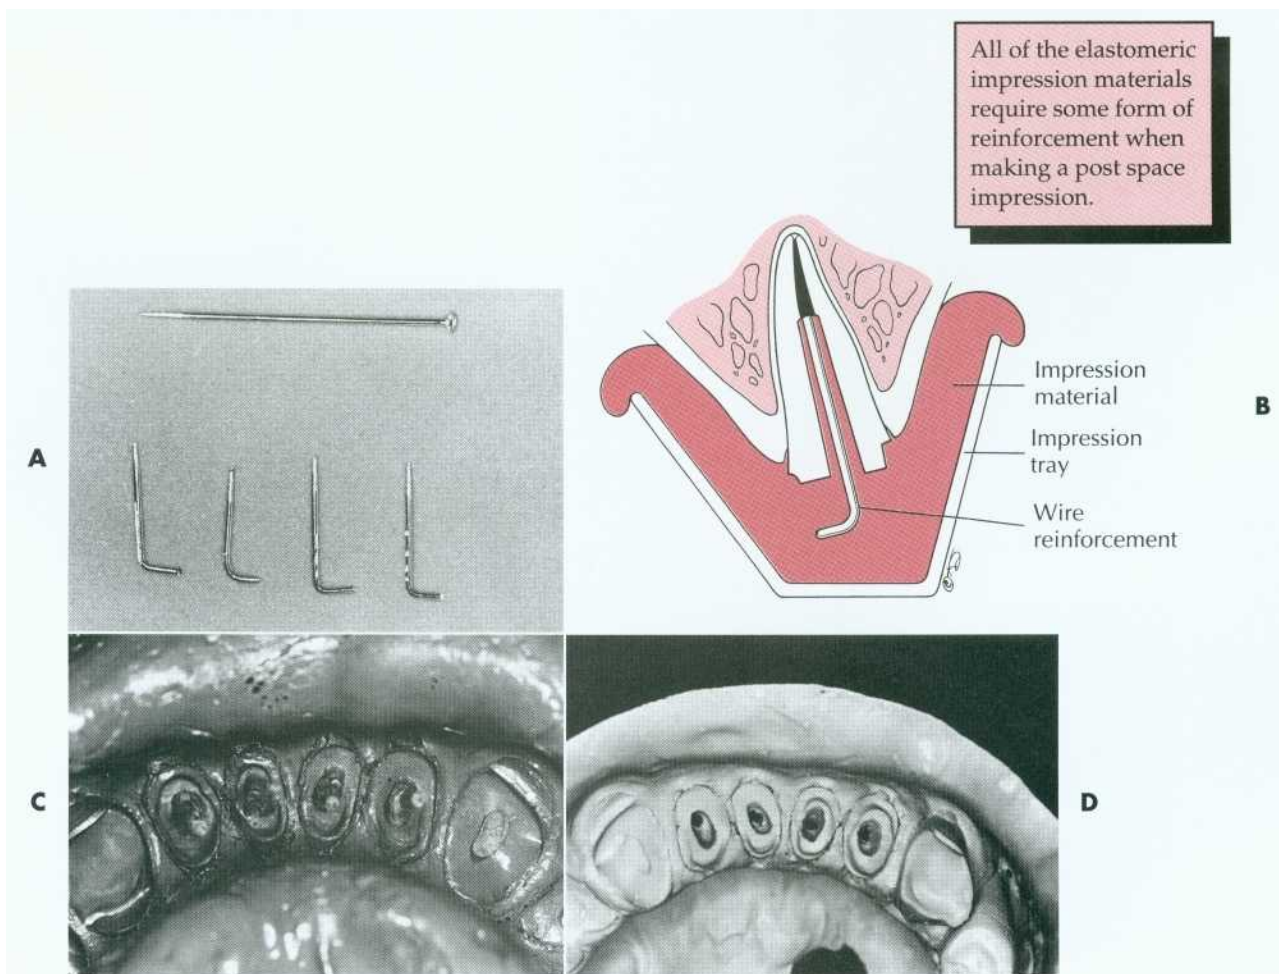 All of the elastomeric
impression materials
require some form of
reinforcement when
making a post space
impression.
A
Impression
material
B
Impression
tray
Wire
reinforcement
C
D